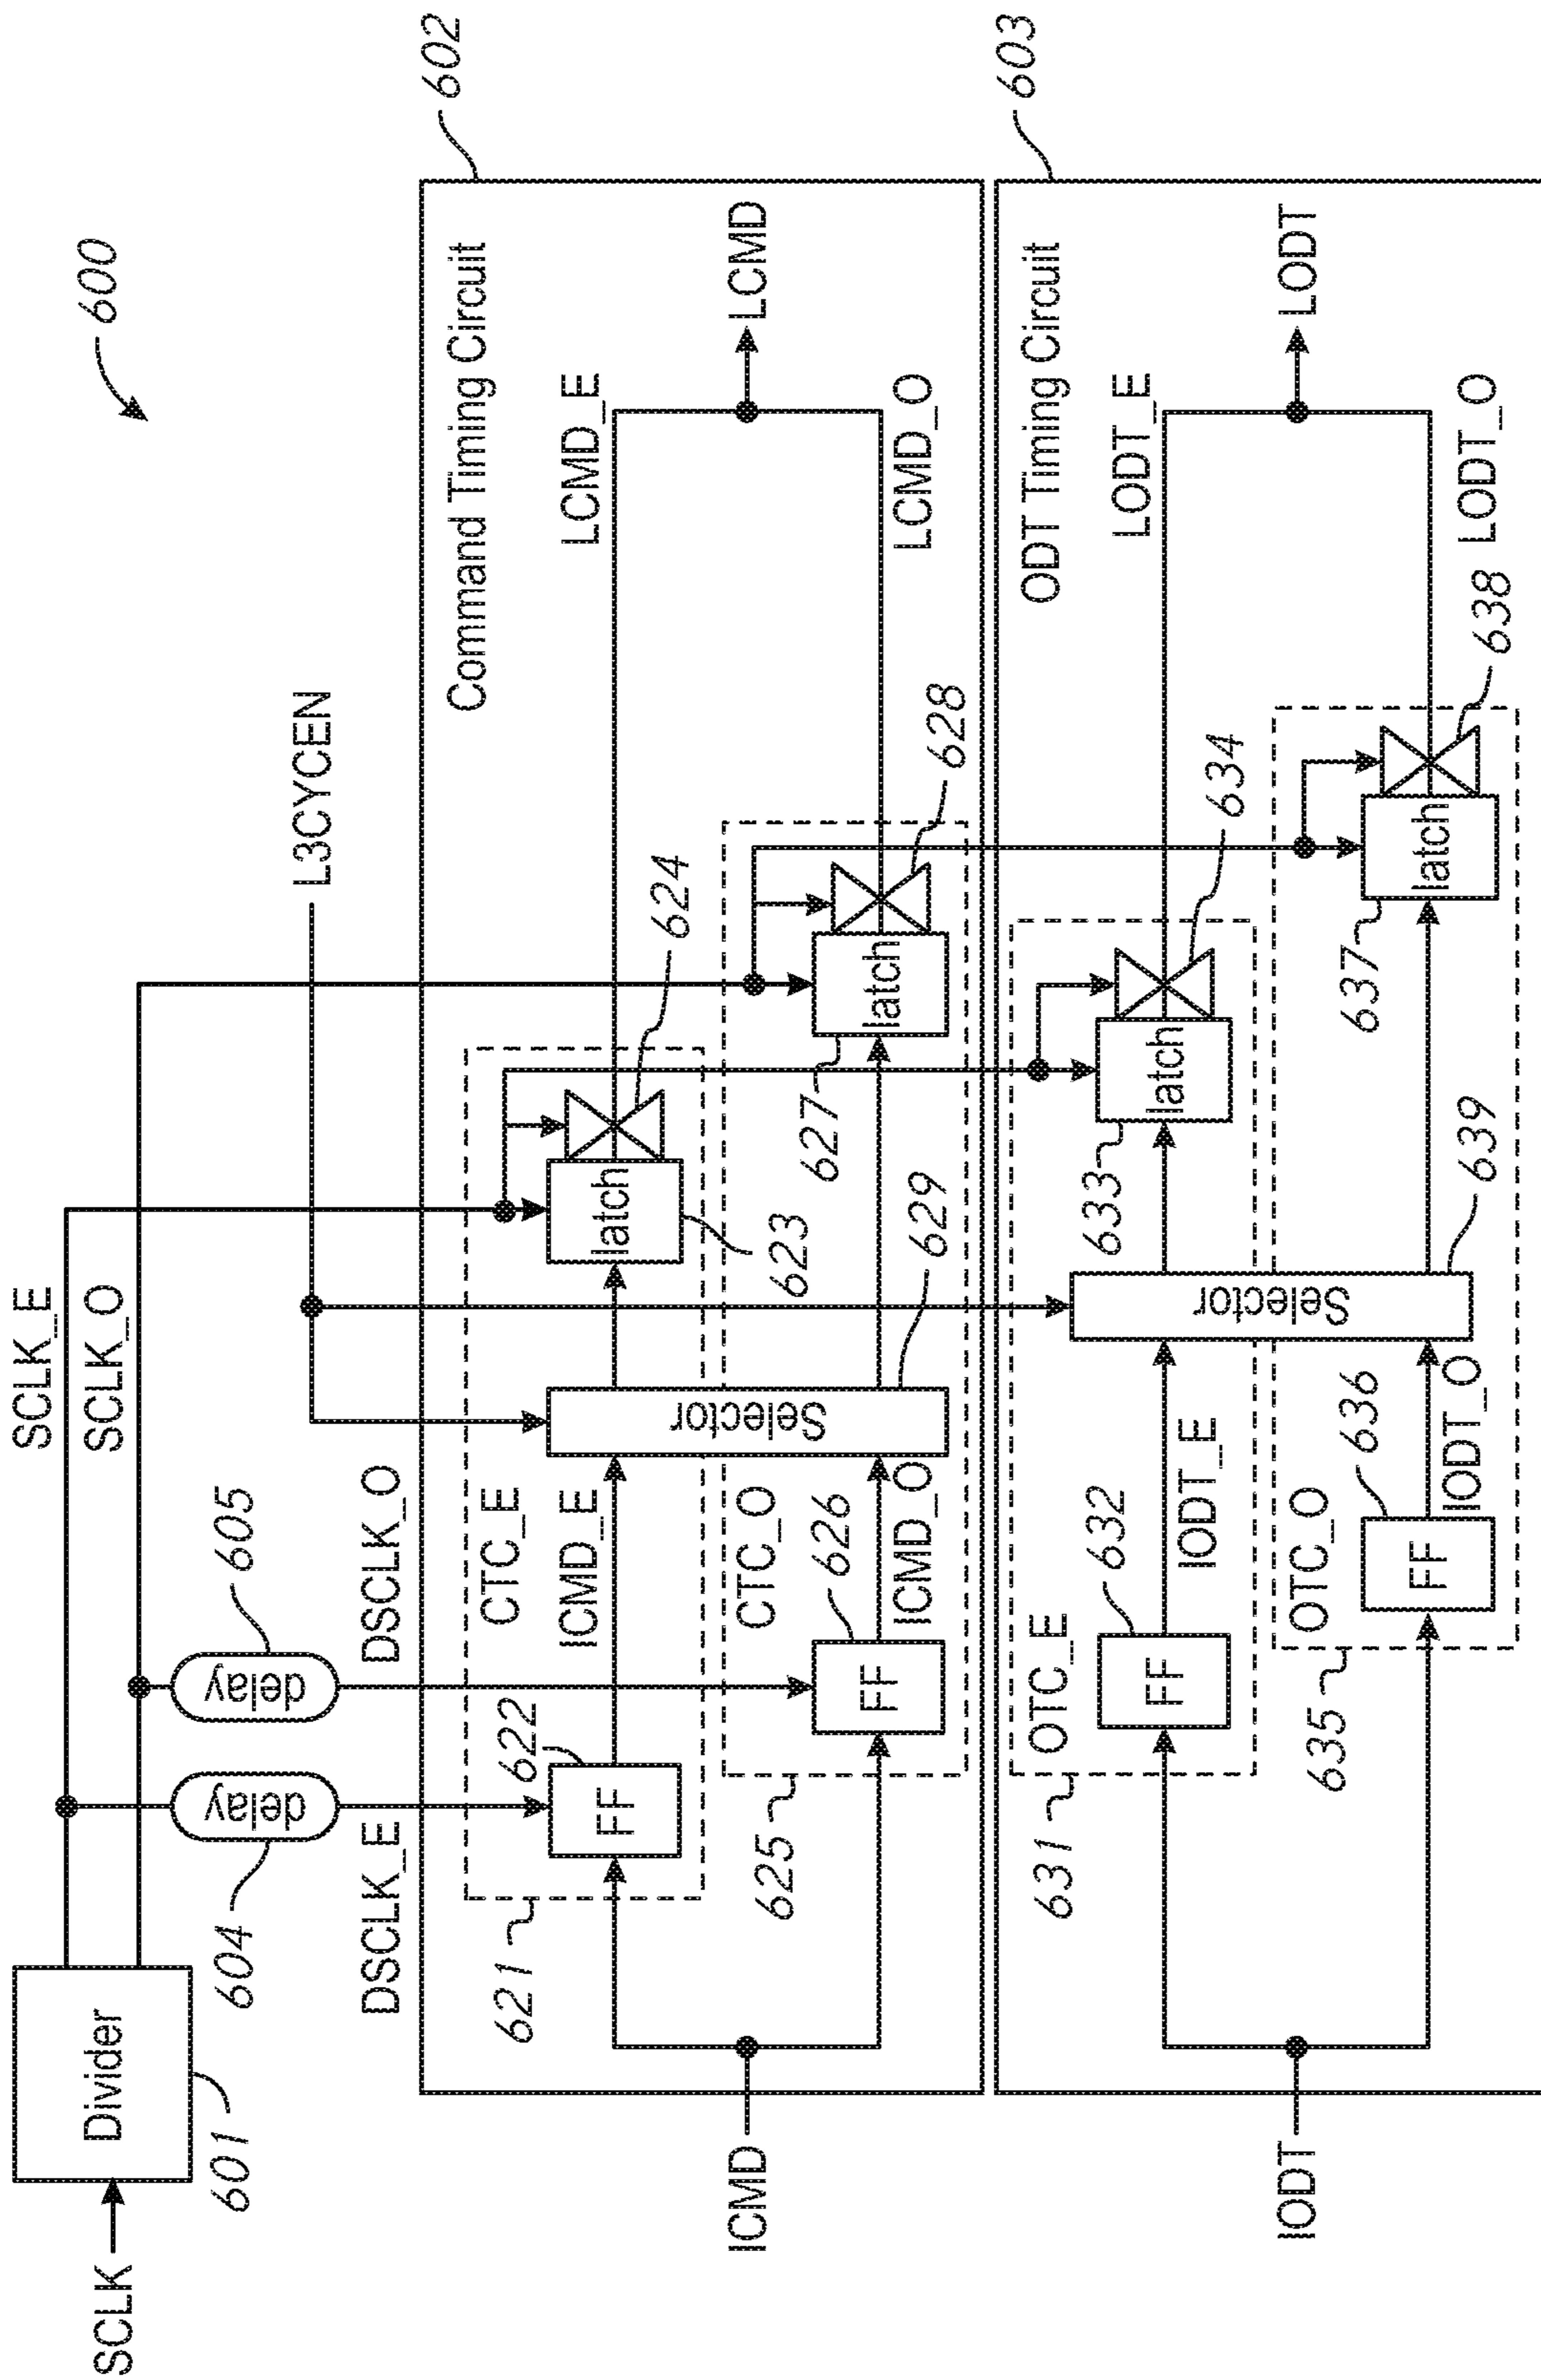 600
SCLK
Divider
601
SCLK_E
SCLK_O
604
delay
delay
605
L3CYCEN
DSCLK_E
DSCLK_O
602
Command Timing Circuit
621
622
FF
CTC_E
ICMD_E
Selector
latch
623
624
LCMD_E
ICMD
LCMD
625
FF
626
CTC_O
ICMD_O
629
627
latch
628
LCMD_O
603
ODT Timing Circuit
631
OTC_E
FF
632
IODT_E
Selector
633
latch
634
LODT_E
IODT
LODT
635
OTC_O
FF
636
IODT_O
639
637
latch
638
LODT_O